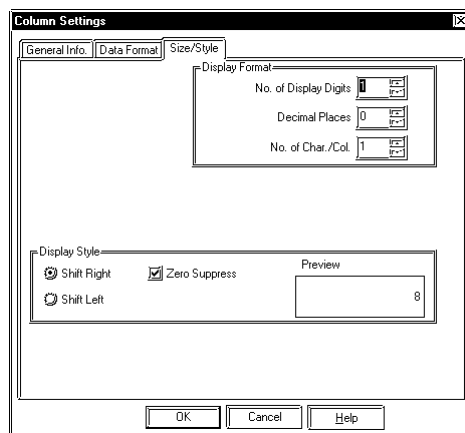 Column Settings
General Info. Data Format Size/Style
Display Format
No. of Display Digits 1
Decimal Places 0
No. of Char./Col. 1
Display Style
Shift Right Zero Suppress Preview
8
Shift Left
OK Cancel Help